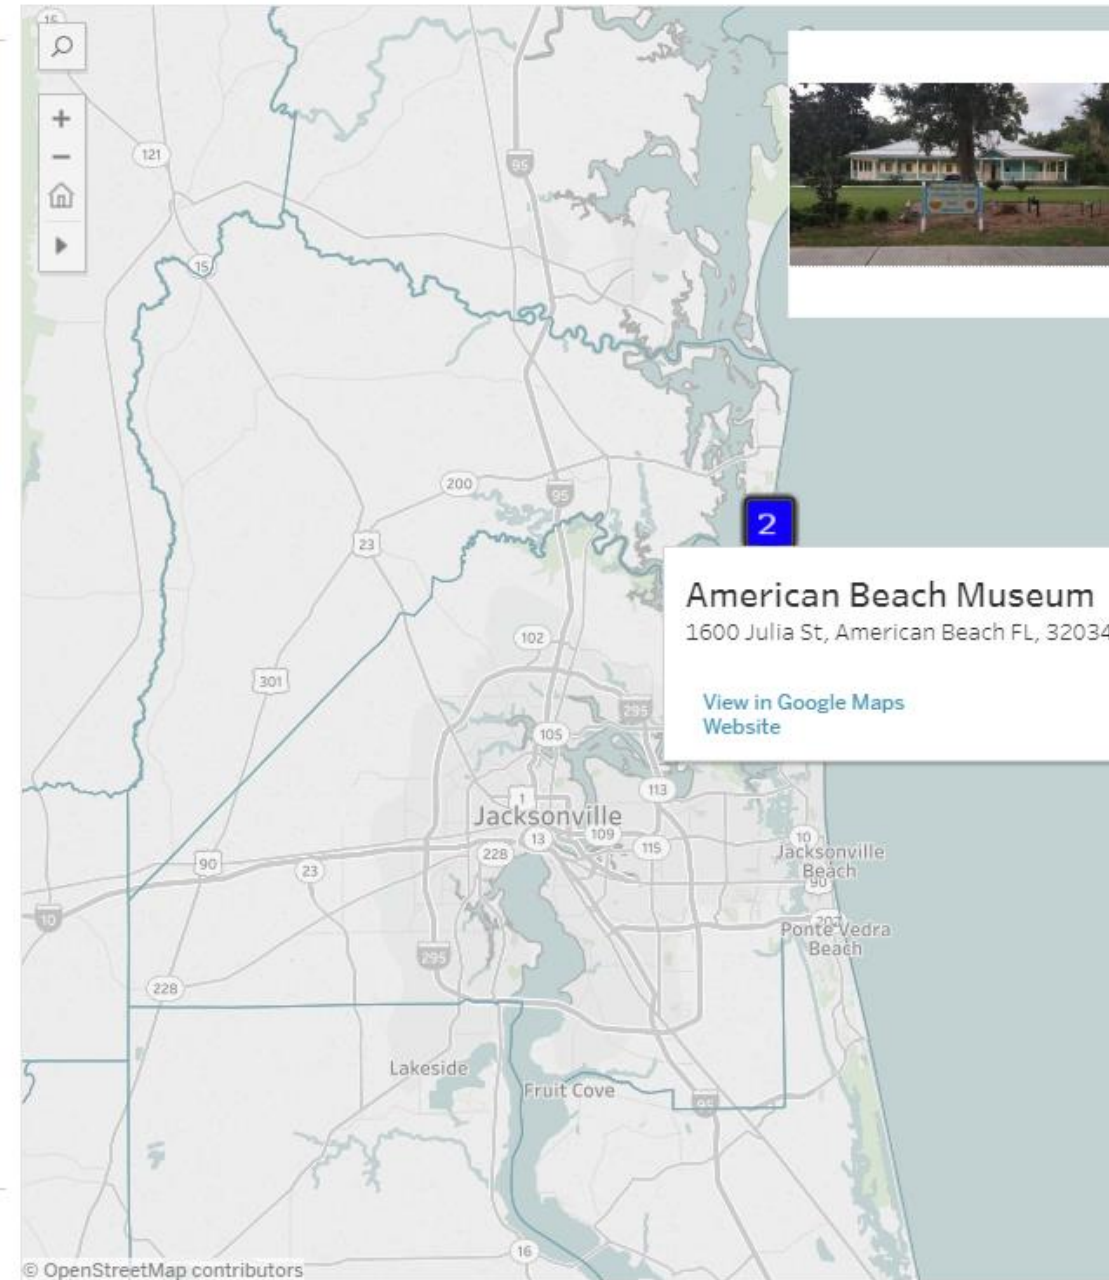 15
+
−
121
95
15
200
95
2
23
American Beach Museum
1600 Julia St, American Beach FL, 32034
102
301
View in Google Maps
295
Website
105
113
1
Jacksonville
13
109
10
228
115
Jacksonville
Beach
90
90
23
10
202
Ponte Vedra
Beach
295
228
Lakeside
Fruit Cove
95
16
© OpenStreetMap contributors